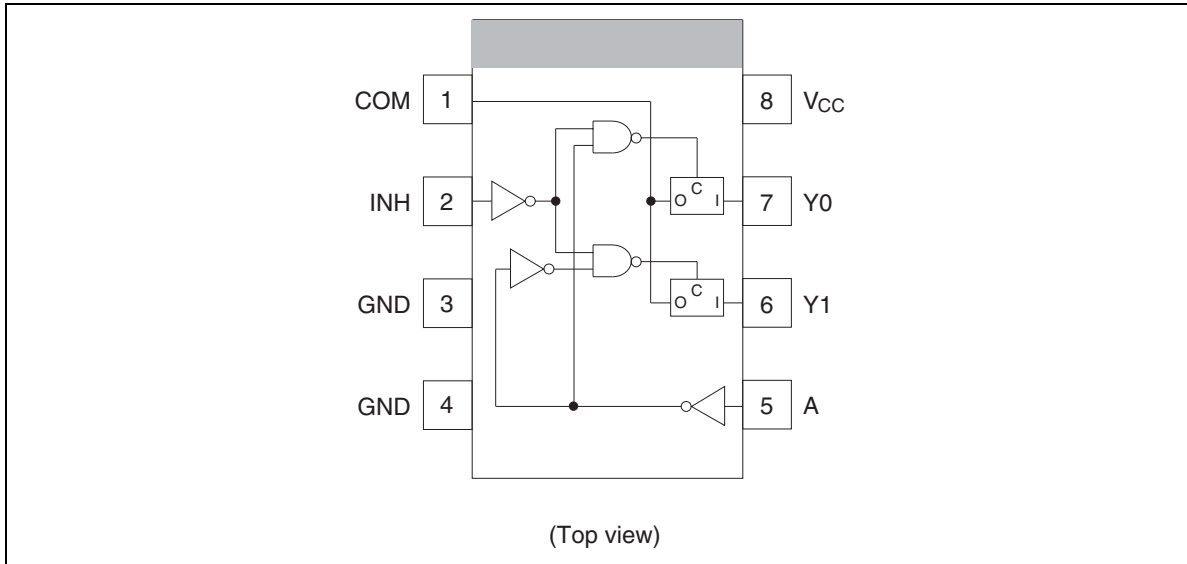 COM 1
8 VCC
INH 2
C
O I
7 Y0
GND 3
C
O I
6 Y1
GND 4
5 A
(Top view)